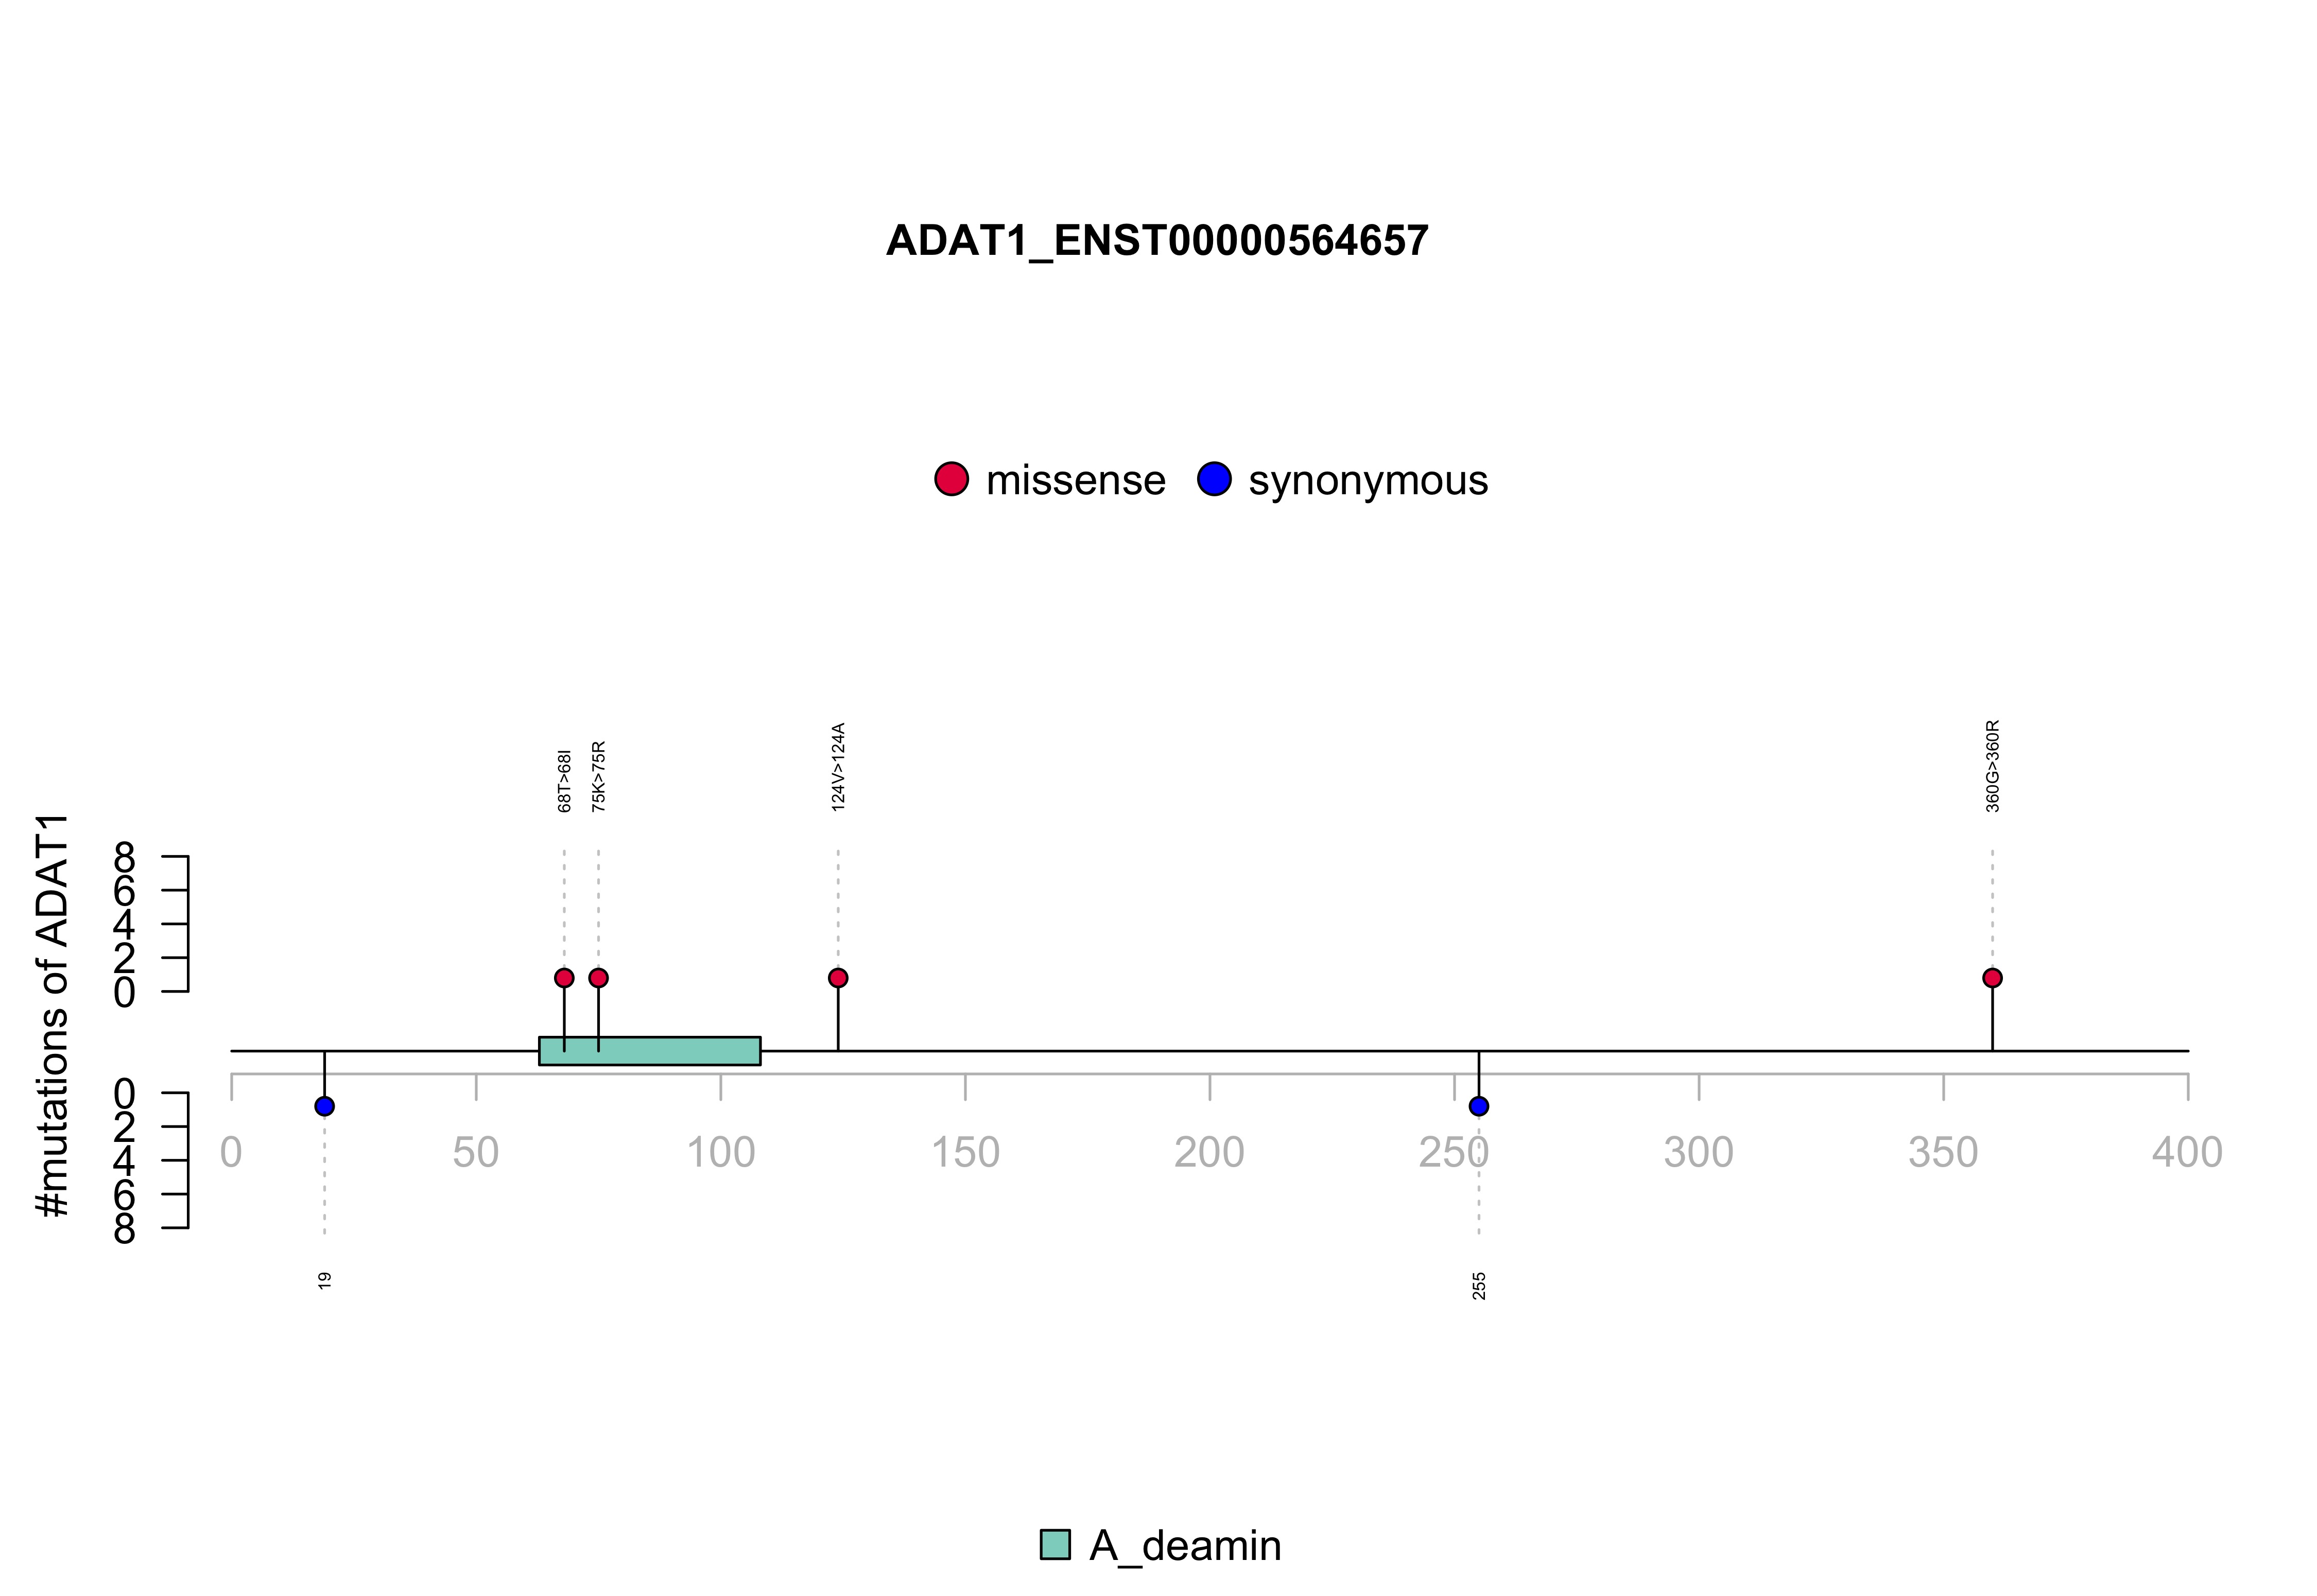 ADAT1_ENST00000564657
missense synonymous
68T>68I 75K>75R 124V>124A 360G>360R
#mutations of ADAT1
8
6
4
2
0
0
2
4
6
8
0 50 100 150 200 250 300 350 400
19 255
A_deamin